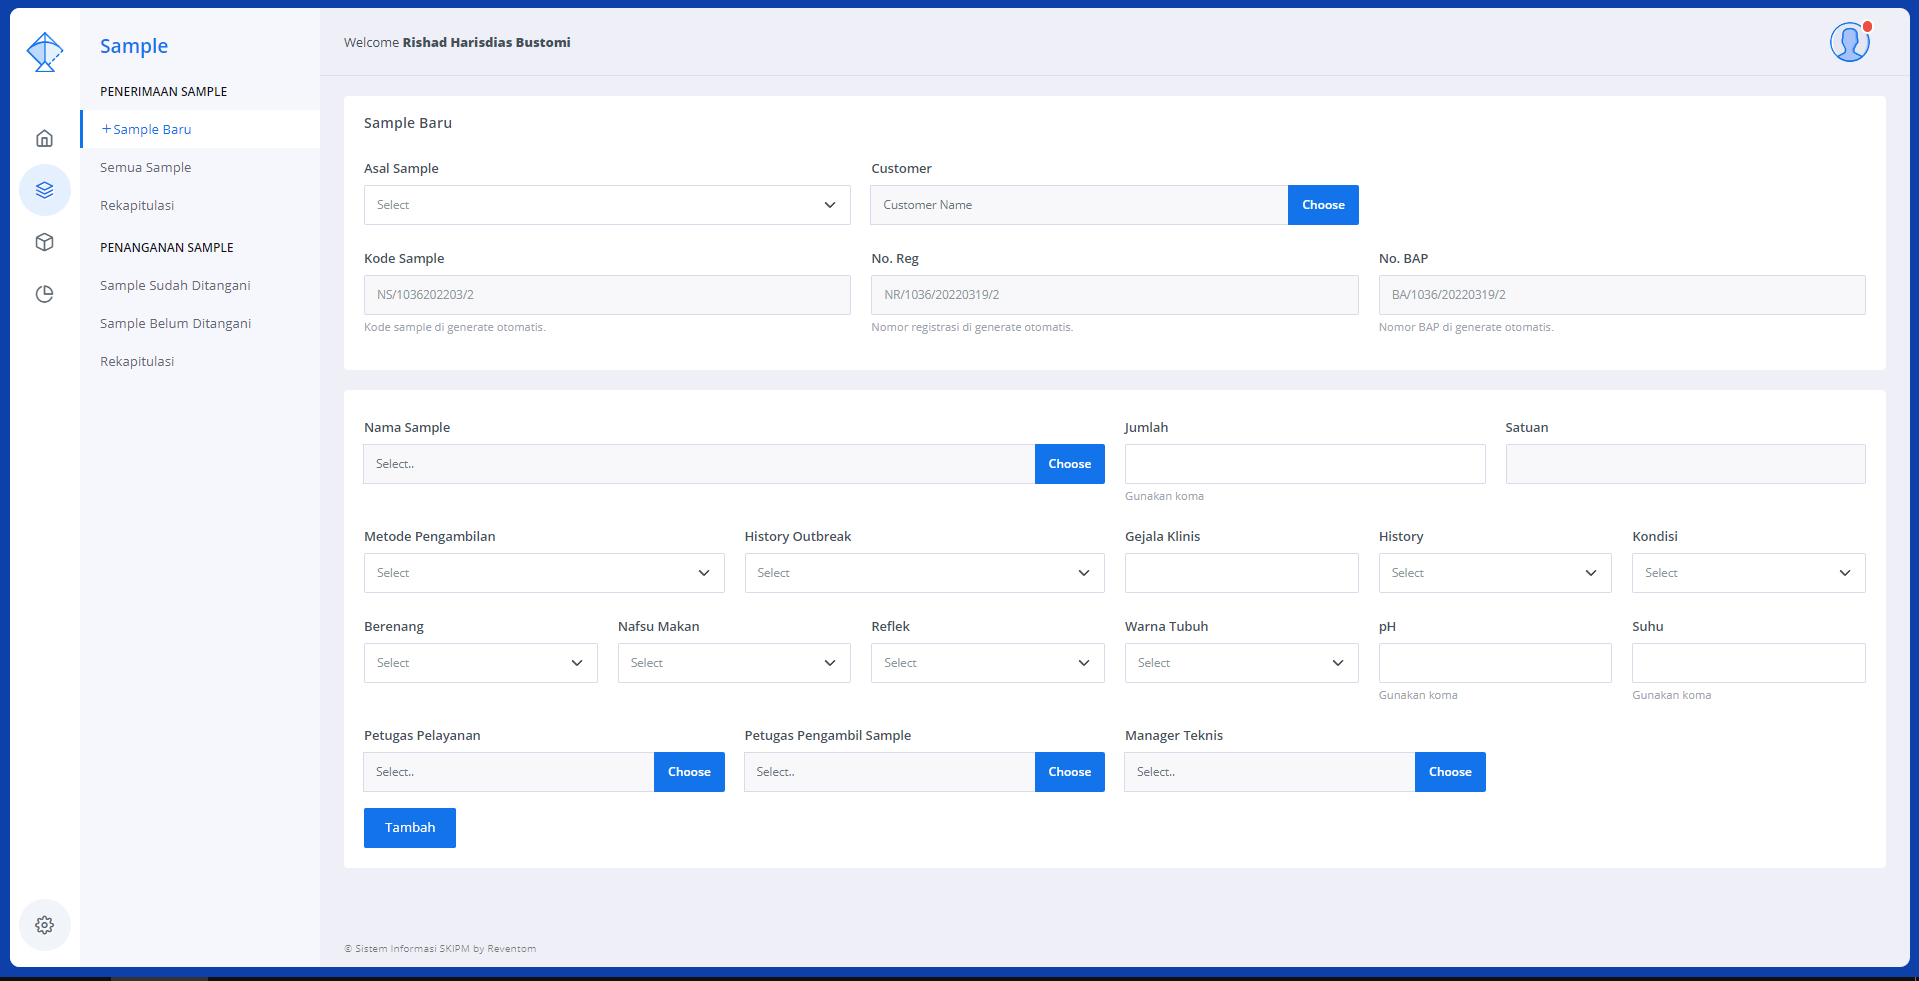 Sample
PENERIMAAN SAMPLE
+ Sample Baru
Semua Sample
Rekapitulasi
PENANGANAN SAMPLE
Sample Sudah Ditangani
Sample Belum Ditangani
Rekapitulasi
Welcome Rishad Harisdias Bustomi
Sample Baru
Asal Sample
Select
Customer
Customer Name
Choose
Kode Sample
NS/1036202203/2
Kode sample di generate otomatis.
No. Reg
NR/1036/20220319/2
Nomor registrasi di generate otomatis.
No. BAP
BA/1036/20220319/2
Nomor BAP di generate otomatis.
Nama Sample
Select..
Choose
Jumlah
Gunakan koma
Satuan
Metode Pengambilan
Select
History Outbreak
Select
Gejala Klinis
History
Select
Kondisi
Select
Berenang
Select
Nafsu Makan
Select
Reflek
Select
Warna Tubuh
Select
pH
Gunakan koma
Suhu
Gunakan koma
Petugas Pelayanan
Select..
Choose
Petugas Pengambil Sample
Select..
Choose
Manager Teknis
Select..
Choose
Tambah
© Sistem Informasi SKIPM by Reventom